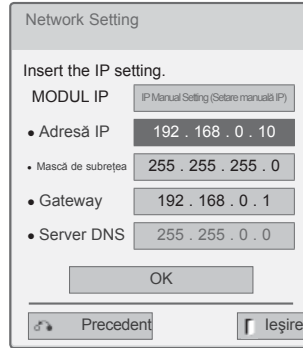 Network Setting
Insert the IP setting.
MODUL IP IP Manual Setting (Setare manuală IP)
• Adresă IP 192 . 168 . 0 . 10
• Mască de subreţea 255 . 255 . 255 . 0
• Gateway 192 . 168 . 0 . 1
• Server DNS 255 . 255 . 0 . 0
OK
Precedent Ieşire